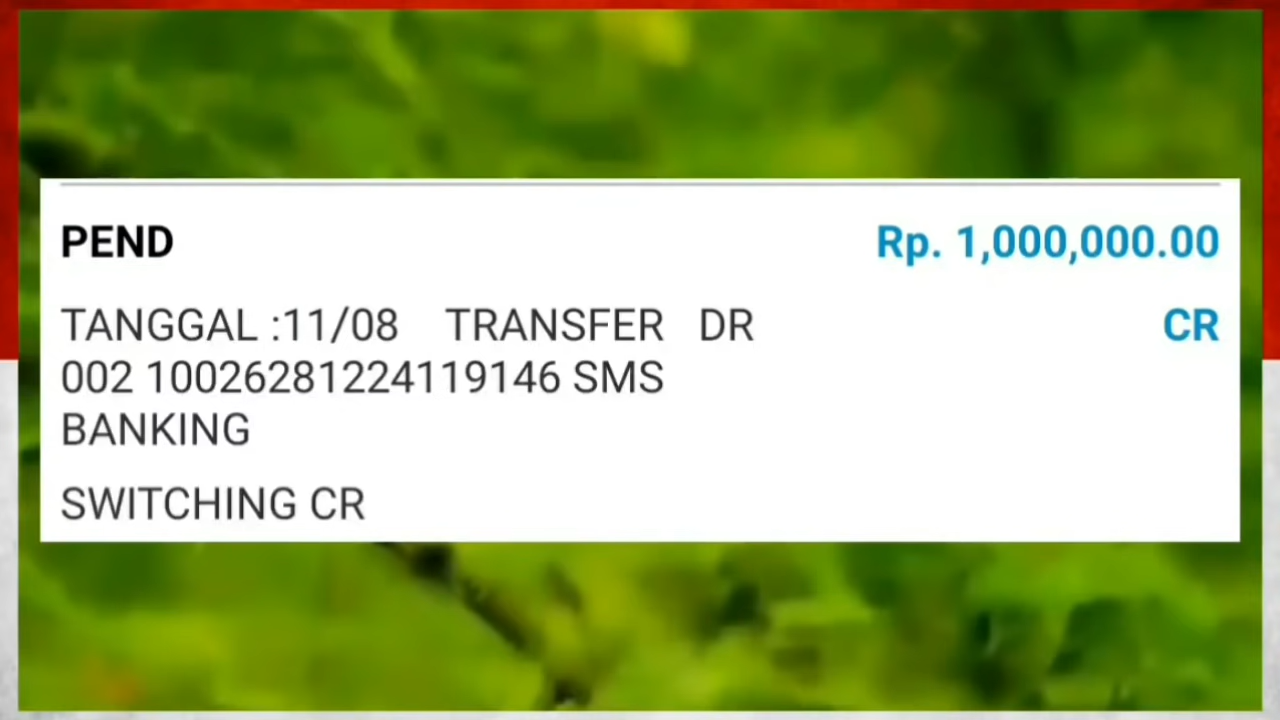 PEND Rp. 1,000,000.00
TANGGAL :11/08 TRANSFER DR CR
002 10026281224119146 SMS
BANKING
SWITCHING CR